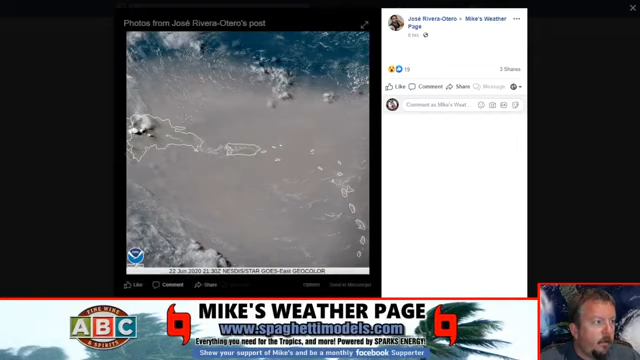 Photos from José Rivera-Otero's post
José Rivera-Otero ▸ Mike's Weather
Page
8 hrs
19
3 Shares
Like Comment Share Message
Comment as Mike's Weat...
22 Jun 2020 21:30Z NESDIS/STAR GOES-East GEOCOLOR
Like Comment Share
Options Send in Messenger
FINE WINE
ABC
& SPIRITS
MIKE'S WEATHER PAGE
www.spaghettimodels.com
Everything you need for the Tropics, and more! Powered by SPARKS ENERGY!
Show your support of Mike's and be a monthly facebook Supporter